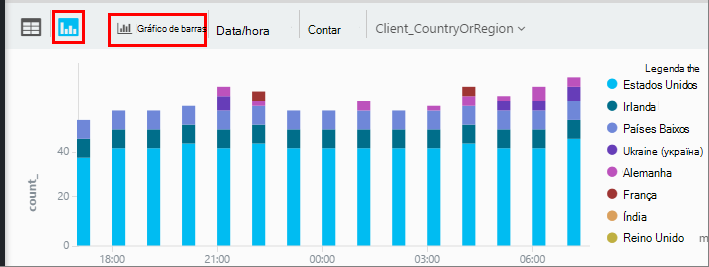 Gráfico de barras Data/hora Contar Client_CountryOrRegion
Legenda the
Estados Unidos
Irlanda
Países Baixos
Ukraine (україна)
Alemanha
França
Índia
Reino Unido m
count_
40
20
0
18:00 21:00 00:00 03:00 06:00